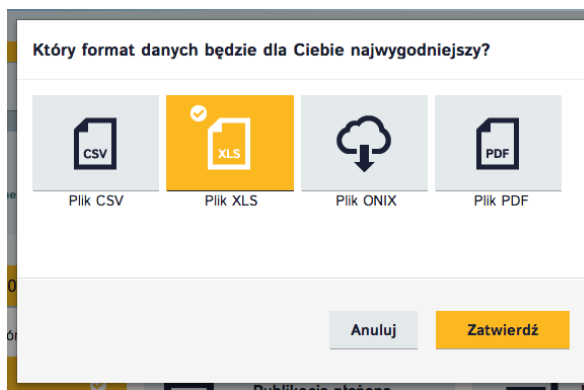 Który format danych będzie dla Ciebie najwygodniejszy?
CSV
XLS
PDF
Plik CSV
Plik XLS
Plik ONIX
Plik PDF
Anuluj
Zatwierdź